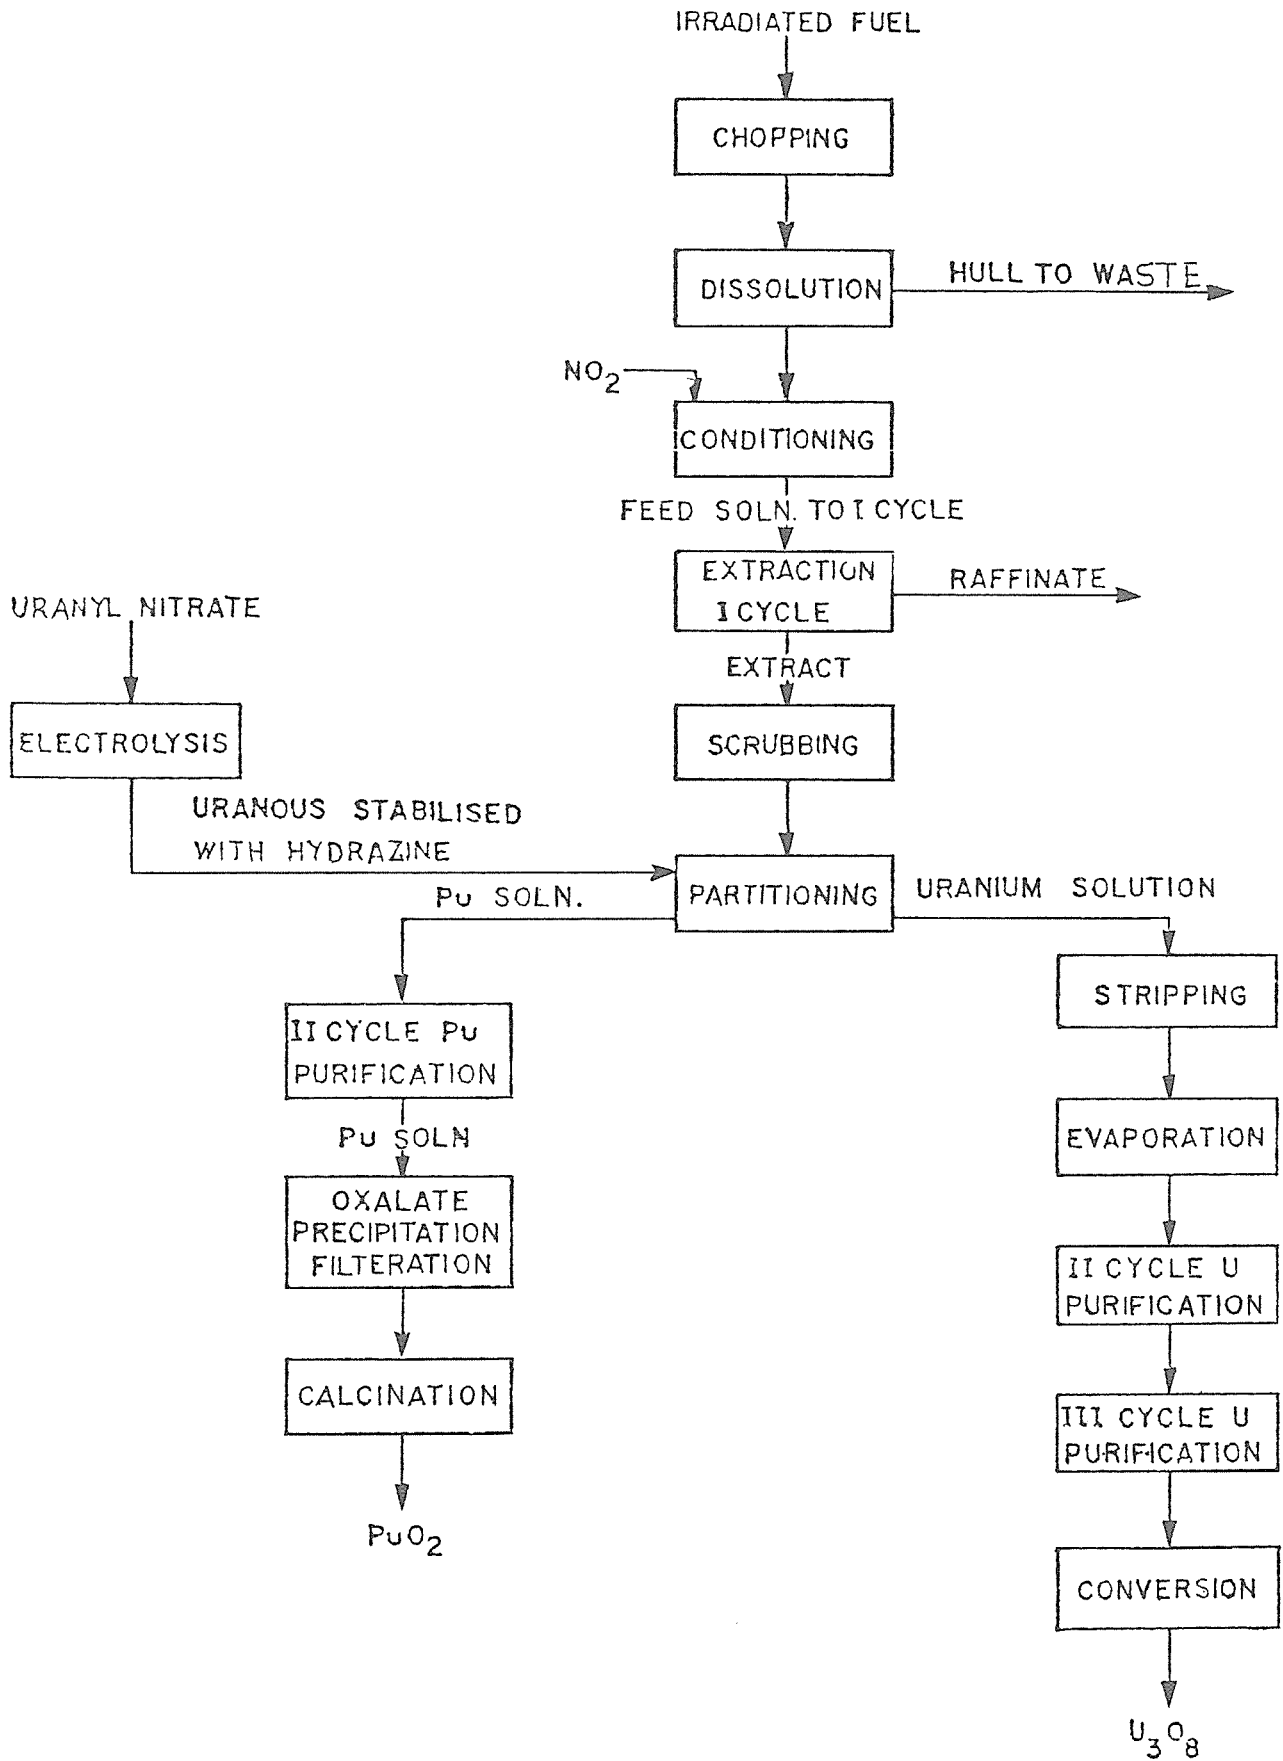 IRRADIATED FUEL
CHOPPING
DISSOLUTION
HULL TO WASTE
NO2
CONDITIONING
FEED SOLN. TO I CYCLE
EXTRACTION
I CYCLE
RAFFINATE
EXTRACT
URANYL NITRATE
ELECTROLYSIS
SCRUBBING
URANOUS STABILISED
WITH HYDRAZINE
PARTITIONING
Pu SOLN.
URANIUM SOLUTION
II CYCLE Pu
PURIFICATION
Pu SOLN
OXALATE
PRECIPITATION
FILTERATION
CALCINATION
PuO2
STRIPPING
EVAPORATION
II CYCLE U
PURIFICATION
III CYCLE U
PURIFICATION
CONVERSION
U3O8